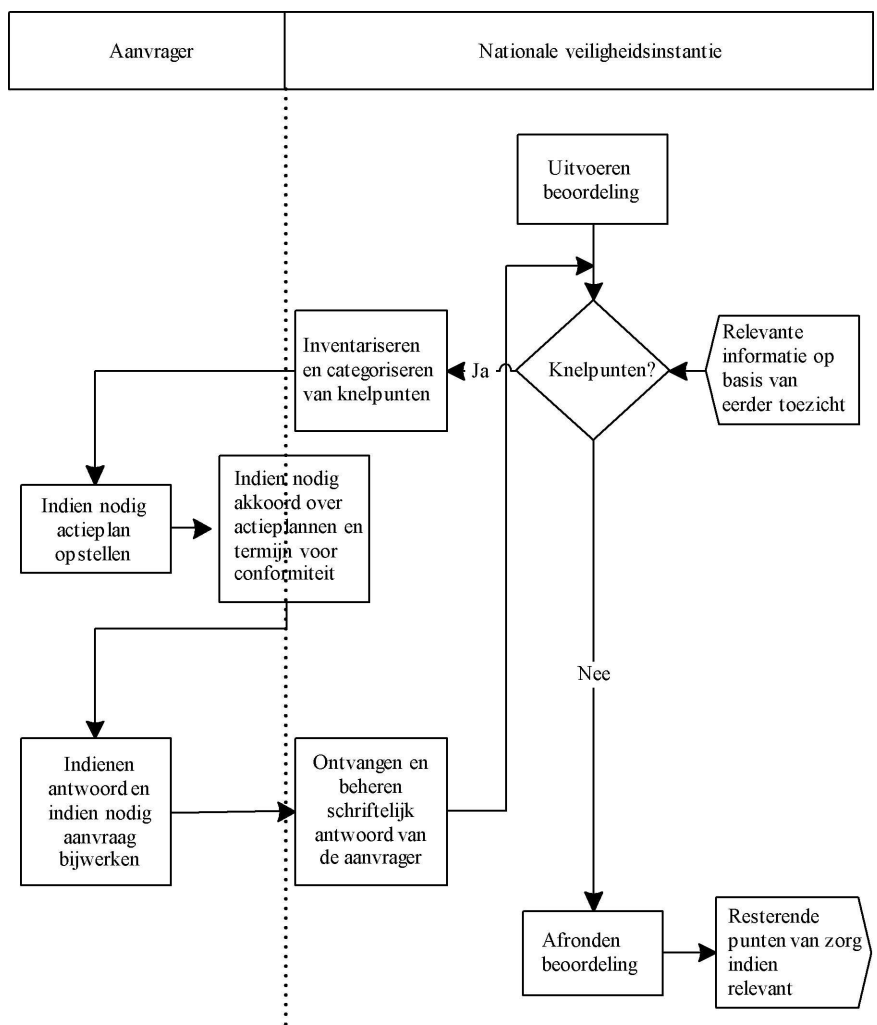 Aanvrager
Nationale veiligheidsinstantie
Uitvoeren
beoordeling
Knelpunten?
Relevante
informatie op
basis van
eerder toezicht
Ja
Inventariseren
en categoriseren
van knelpunten
Indien nodig
actieplan
opstellen
Indien nodig
akkoord over
actieplannen en
termijn voor
conformiteit
Nee
Indienen
antwoord en
indien nodig
aanvraag
bijwerken
Ontvangen en
beheren
schriftelijk
antwoord van
de aanvrager
Afronden
beoordeling
Resterende
punten van zorg
indien
relevant